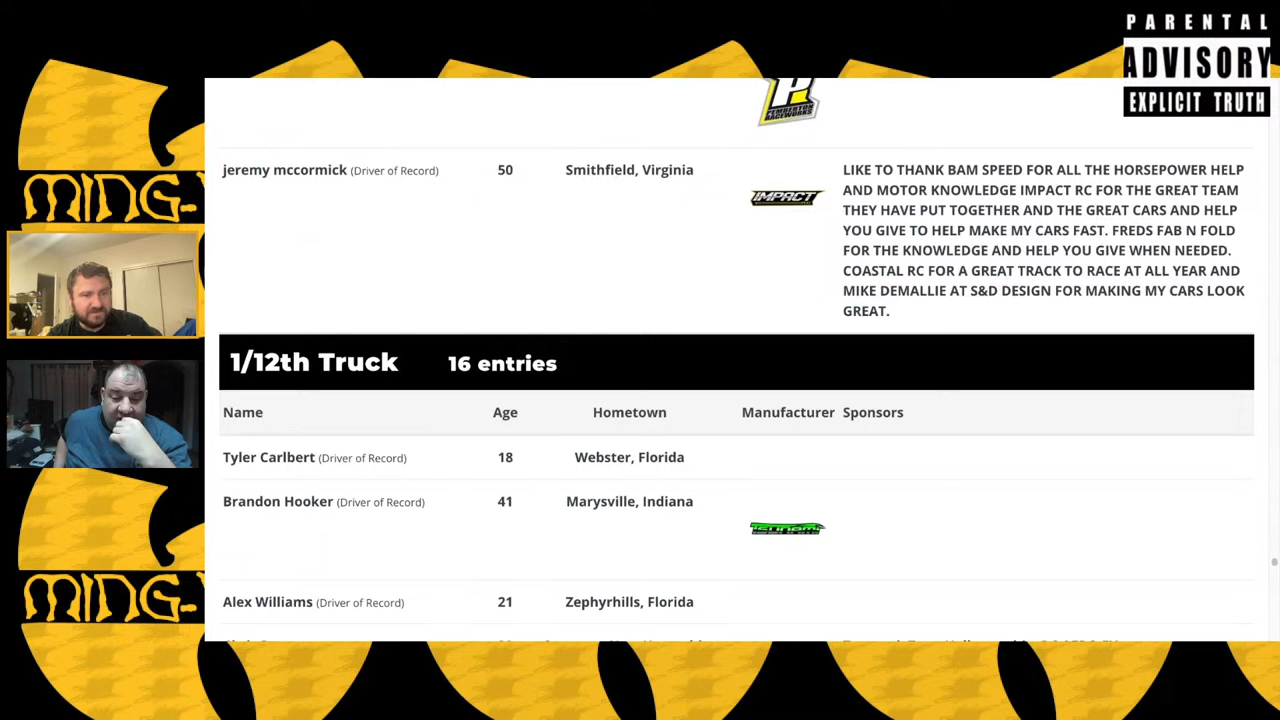 PARENTAL
ADVISORY
EXPLICIT TRUTH
MING-
MING-
P
PEMBERTON
RACEWORKS
jeremy mccormick (Driver of Record) 50 Smithfield, Virginia
IMPACT
LIKE TO THANK BAM SPEED FOR ALL THE HORSEPOWER HELP
AND MOTOR KNOWLEDGE IMPACT RC FOR THE GREAT TEAM
THEY HAVE PUT TOGETHER AND THE GREAT CARS AND HELP
YOU GIVE TO HELP MAKE MY CARS FAST. FREDS FAB N FOLD
FOR THE KNOWLEDGE AND HELP YOU GIVE WHEN NEEDED.
COASTAL RC FOR A GREAT TRACK TO RACE AT ALL YEAR AND
MIKE DEMALLIE AT S&D DESIGN FOR MAKING MY CARS LOOK
GREAT.
1/12th Truck 16 entries
Name Age Hometown Manufacturer Sponsors
Tyler Carlbert (Driver of Record) 18 Webster, Florida
Brandon Hooker (Driver of Record) 41 Marysville, Indiana
TSUNAMI
Alex Williams (Driver of Record) 21 Zephyrhills, Florida